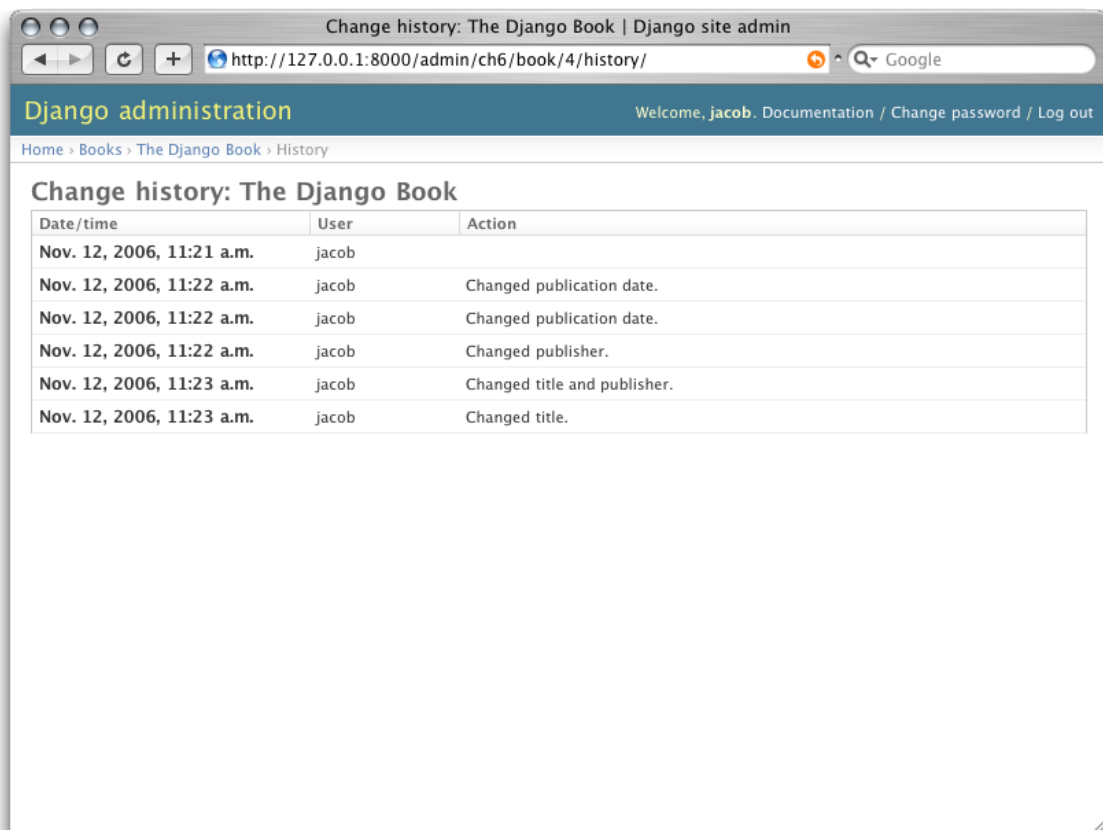 Change history: The Django Book | Django site admin
http://127.0.0.1:8000/admin/ch6/book/4/history/ Google
Django administration Welcome, jacob. Documentation / Change password / Log out
Home › Books › The Django Book › History
Change history: The Django Book
Date/time User Action
Nov. 12, 2006, 11:21 a.m. jacob
Nov. 12, 2006, 11:22 a.m. jacob Changed publication date.
Nov. 12, 2006, 11:22 a.m. jacob Changed publication date.
Nov. 12, 2006, 11:22 a.m. jacob Changed publisher.
Nov. 12, 2006, 11:23 a.m. jacob Changed title and publisher.
Nov. 12, 2006, 11:23 a.m. jacob Changed title.